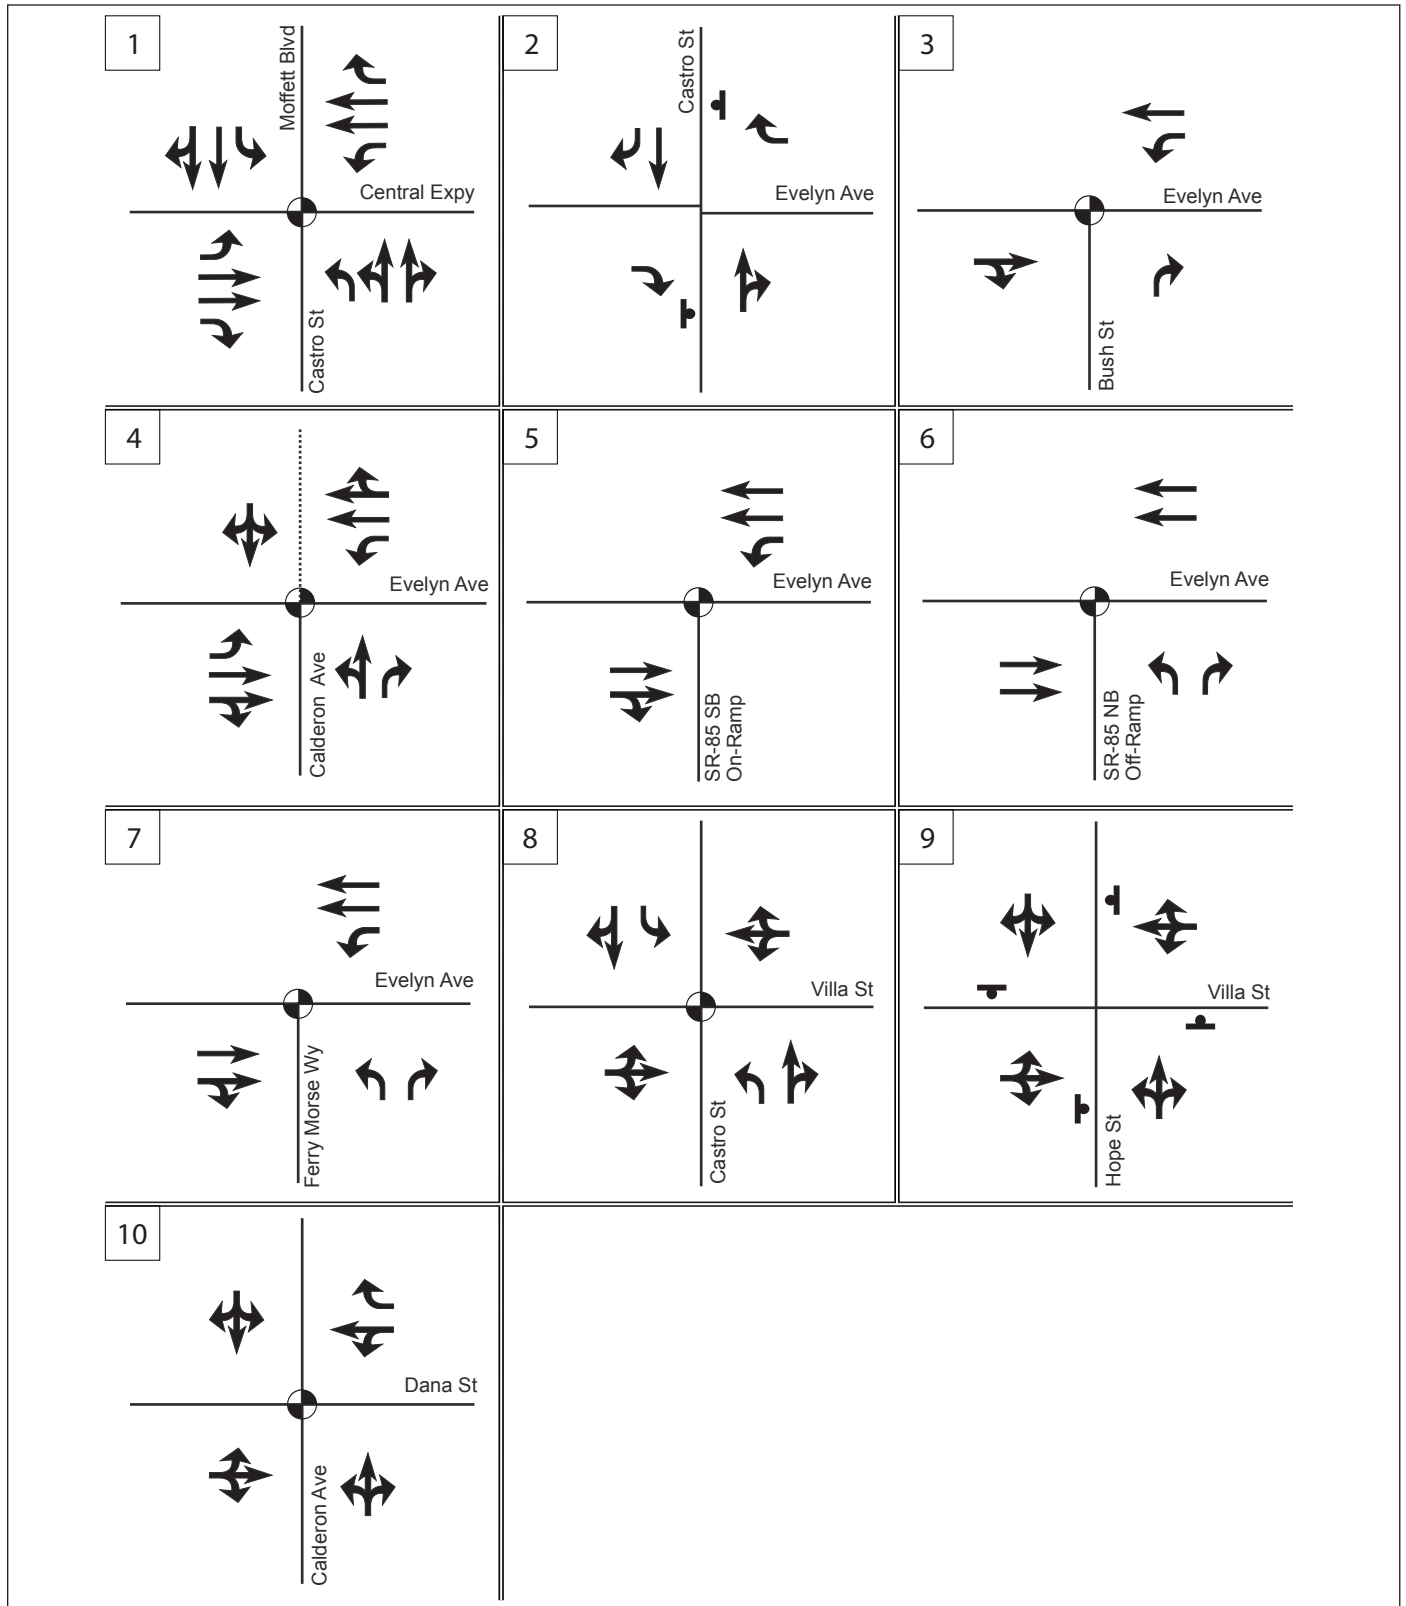 1
Moffett Blvd
Central Expy
Castro St
2
Castro St
Evelyn Ave
3
Evelyn Ave
Bush St
4
Evelyn Ave
Calderon Ave
5
Evelyn Ave
SR-85 SB
On-Ramp
6
Evelyn Ave
SR-85 NB
Off-Ramp
7
Evelyn Ave
Ferry Morse Wy
8
Villa St
Castro St
9
Villa St
Hope St
10
Dana St
Calderon Ave